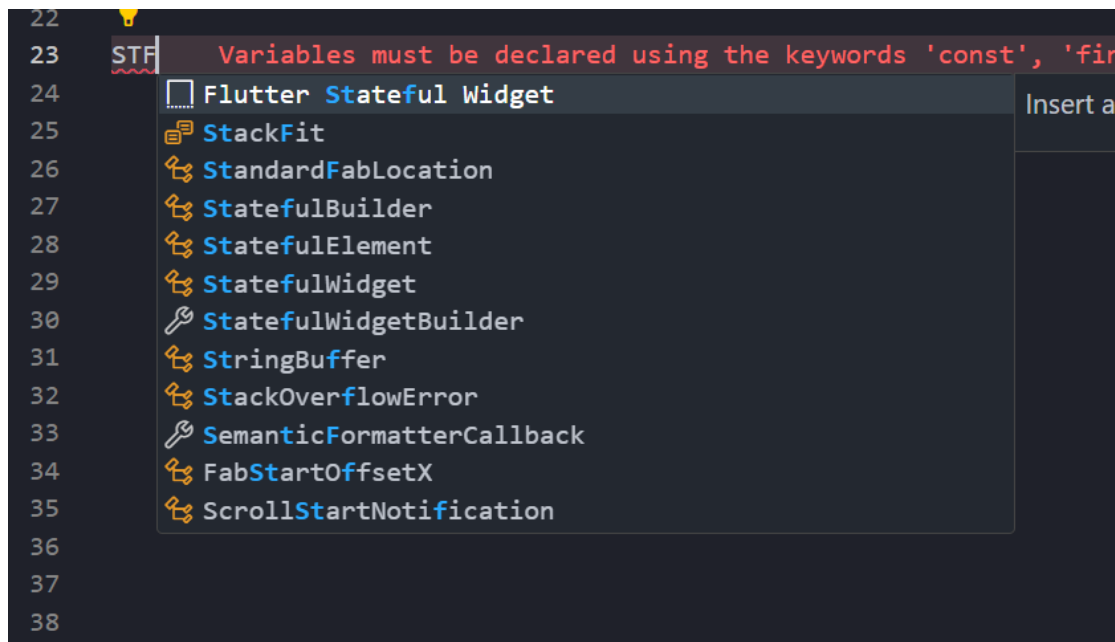 22
23 STF Variables must be declared using the keywords 'const', 'fin
24 Flutter Stateful Widget Insert a
25 StackFit
26 StandardFabLocation
27 StatefulBuilder
28 StatefulElement
29 StatefulWidget
30 StatefulWidgetBuilder
31 StringBuffer
32 StackOverflowError
33 SemanticFormatterCallback
34 FabStartOffsetX
35 ScrollStartNotification
36
37
38